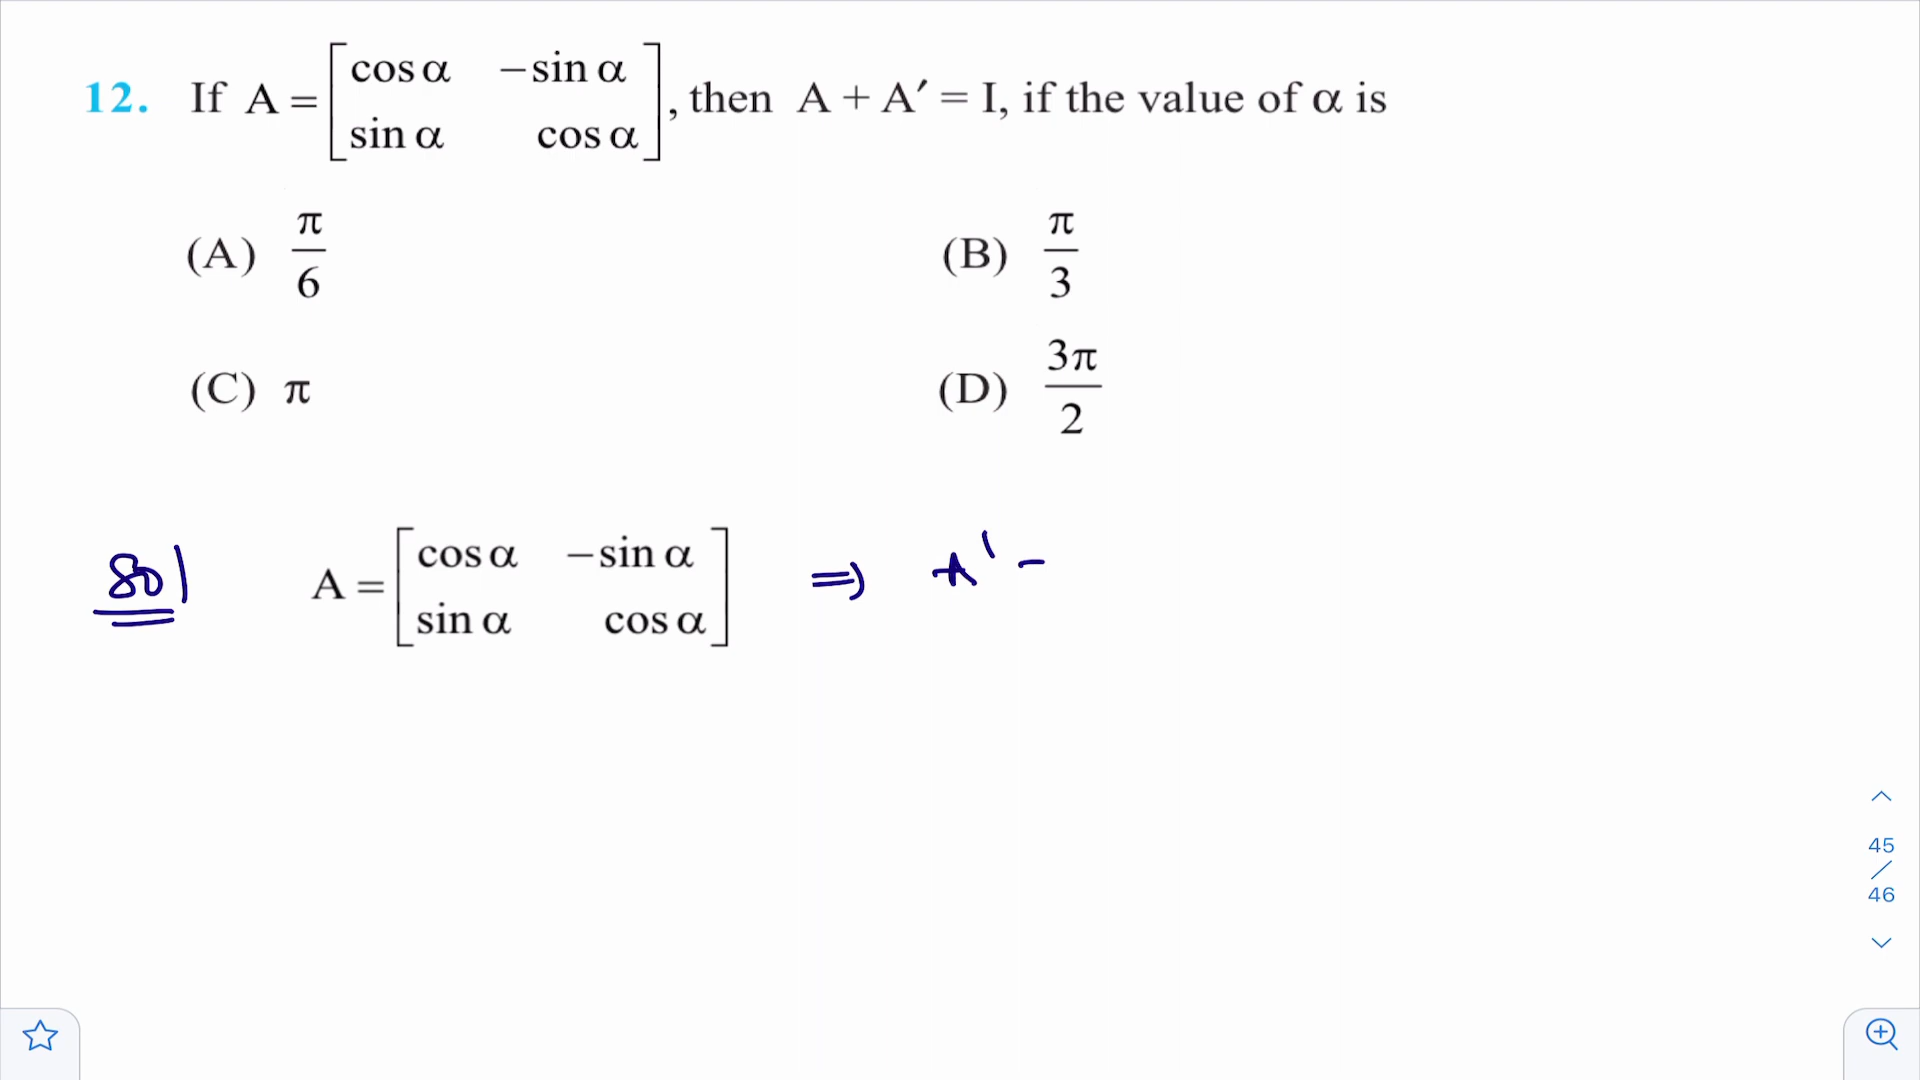 12. If A = [cos α −sin α; sin α cos α], then A + A′ = I, if the value of α is
(A) π/6 (B) π/3
(C) π (D) 3π/2
Sol A = [cos α −sin α; sin α cos α] ⇒ A' −
45
/
46